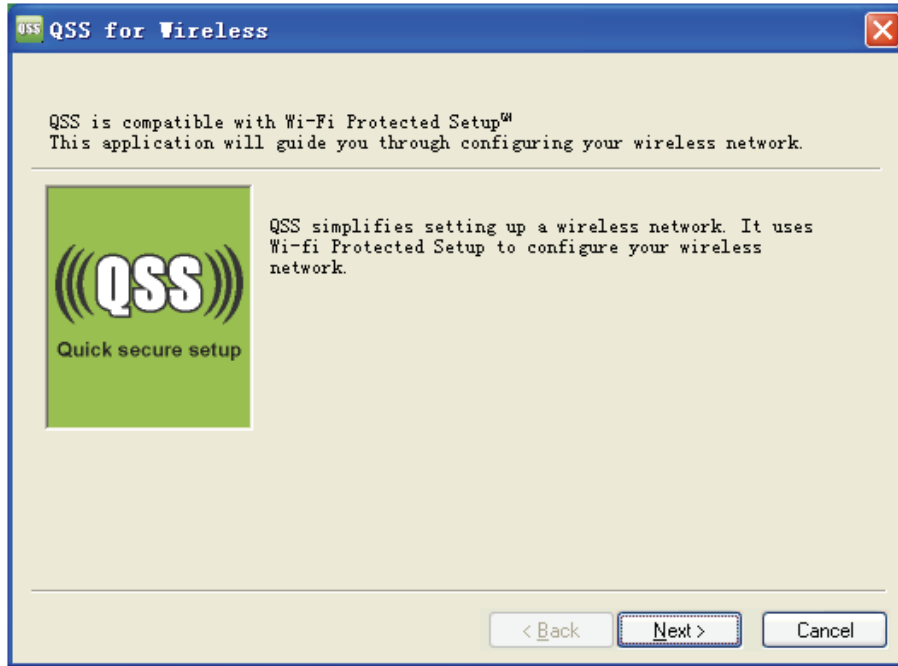 QSS QSS for Wireless
QSS is compatible with Wi-Fi Protected Setup℠
This application will guide you through configuring your wireless network.
QSS
Quick secure setup
QSS simplifies setting up a wireless network. It uses
Wi-fi Protected Setup to configure your wireless
network.
< Back
Next >
Cancel